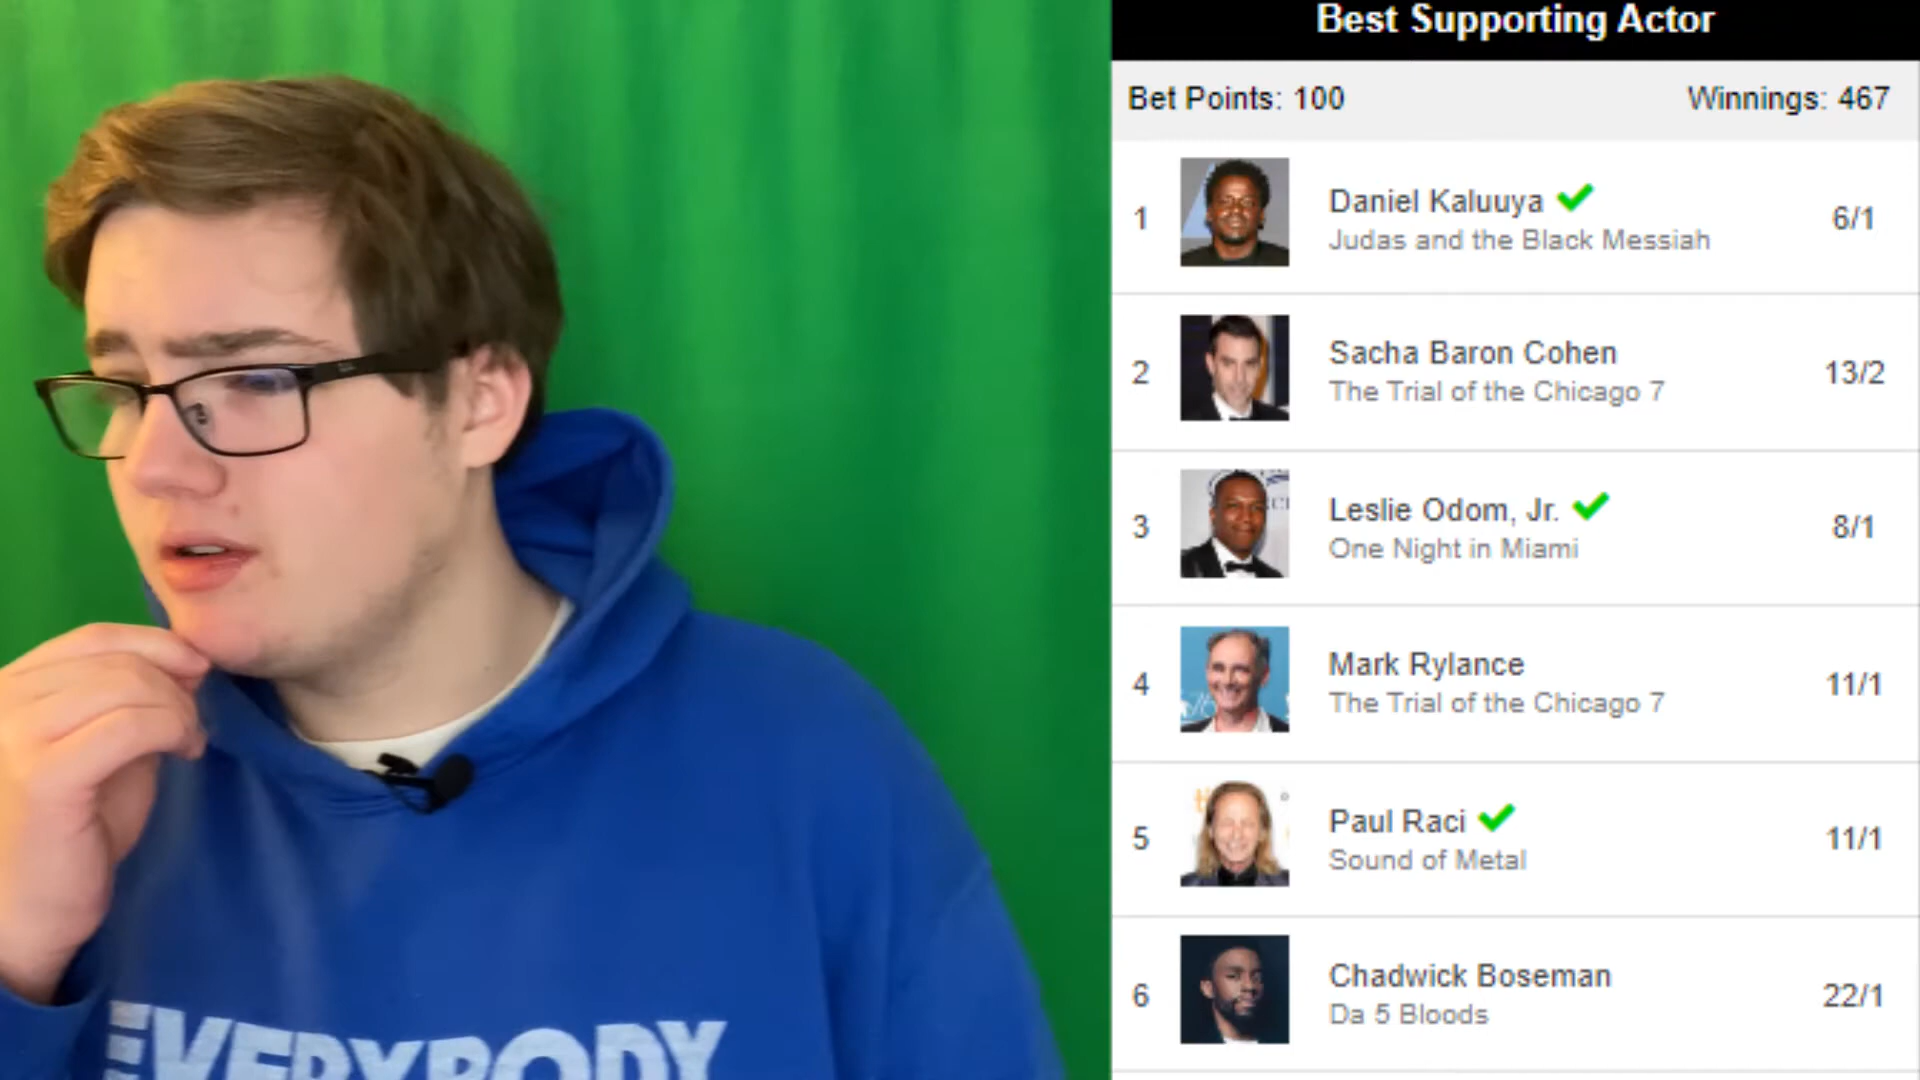 Best Supporting Actor
Bet Points: 100 Winnings: 467
1 Daniel Kaluuya 6/1
Judas and the Black Messiah
2 Sacha Baron Cohen 13/2
The Trial of the Chicago 7
3 Leslie Odom, Jr. 8/1
One Night in Miami
4 Mark Rylance 11/1
The Trial of the Chicago 7
5 Paul Raci 11/1
Sound of Metal
6 Chadwick Boseman 22/1
Da 5 Bloods
EVERYBODY